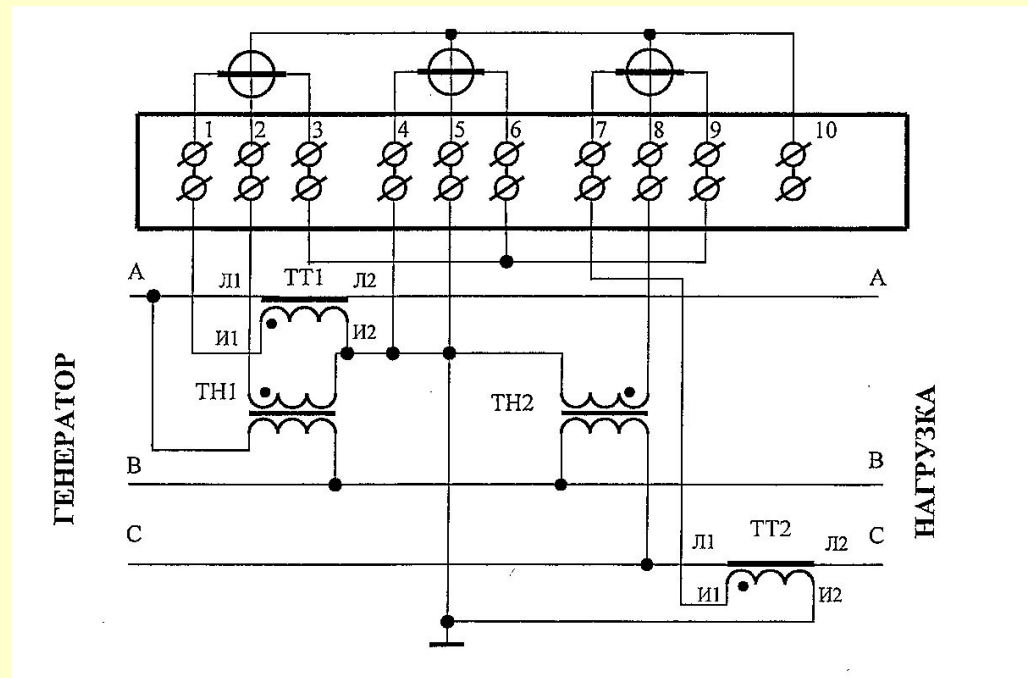 1 2 3 4 5 6 7 8 9 10
А Л1 ТТ1 Л2 А
И1 И2
ТН1 ТН2
ГЕНЕРАТОР
НАГРУЗКА
В В
С Л1 ТТ2 Л2 С
И1 И2